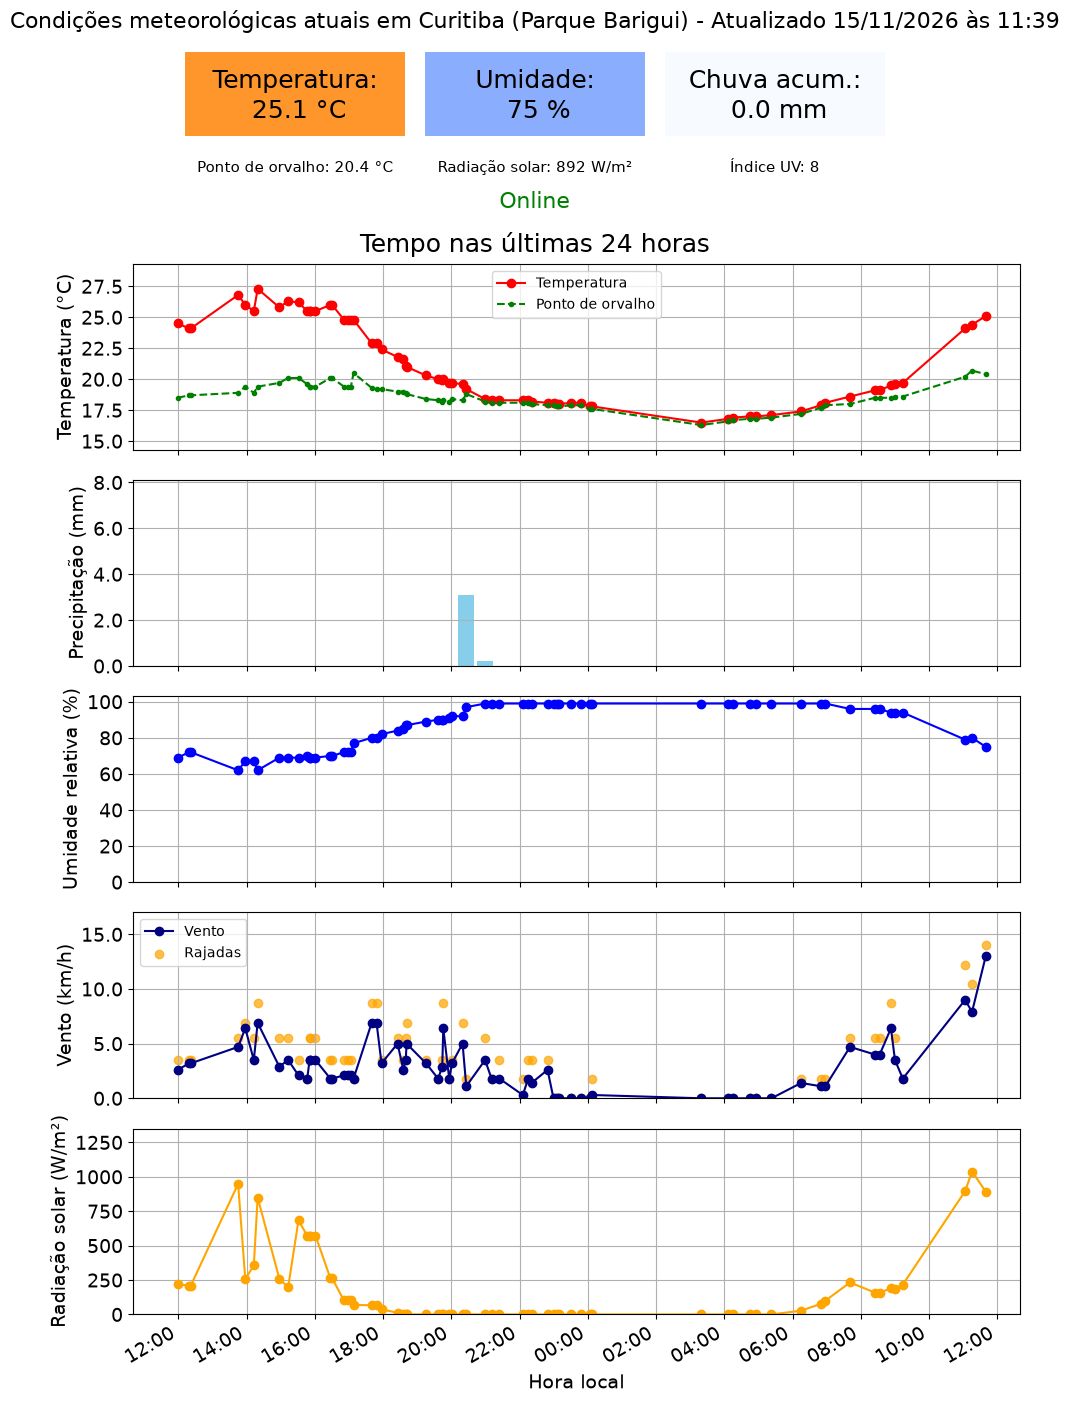 Condições meteorológicas atuais em Curitiba (Parque Barigui) - Atualizado 15/11/2026 às 11:39
Temperatura:
25.1 °C
Umidade:
75 %
Chuva acum.:
0.0 mm
Ponto de orvalho: 20.4 °C
Radiação solar: 892 W/m²
Índice UV: 8
Online
Tempo nas últimas 24 horas
Temperatura (°C)
27.5
25.0
22.5
20.0
17.5
15.0
Temperatura
Ponto de orvalho
Precipitação (mm)
8.0
6.0
4.0
2.0
0.0
Umidade relativa (%)
100
80
60
40
20
0
Vento (km/h)
15.0
10.0
5.0
0.0
Vento
Rajadas
Radiação solar (W/m²)
1250
1000
750
500
250
0
12:00
14:00
16:00
18:00
20:00
22:00
00:00
02:00
04:00
06:00
08:00
10:00
12:00
Hora local